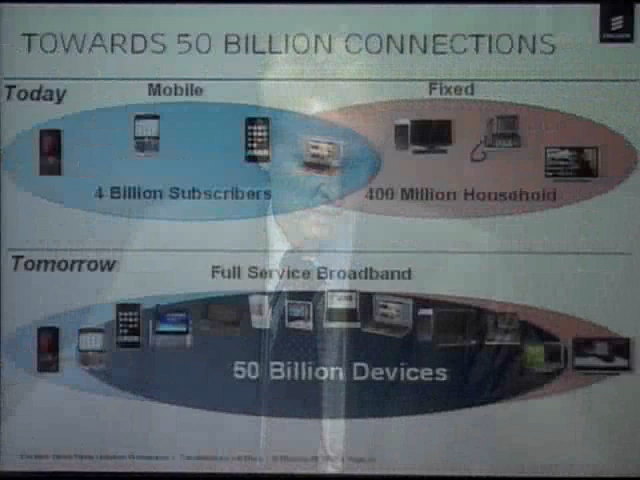 TOWARDS 50 BILLION CONNECTIONS
Today
Mobile
Fixed
4 Billion Subscribers
400 Million Household
Tomorrow
Full Service Broadband
50 Billion Devices